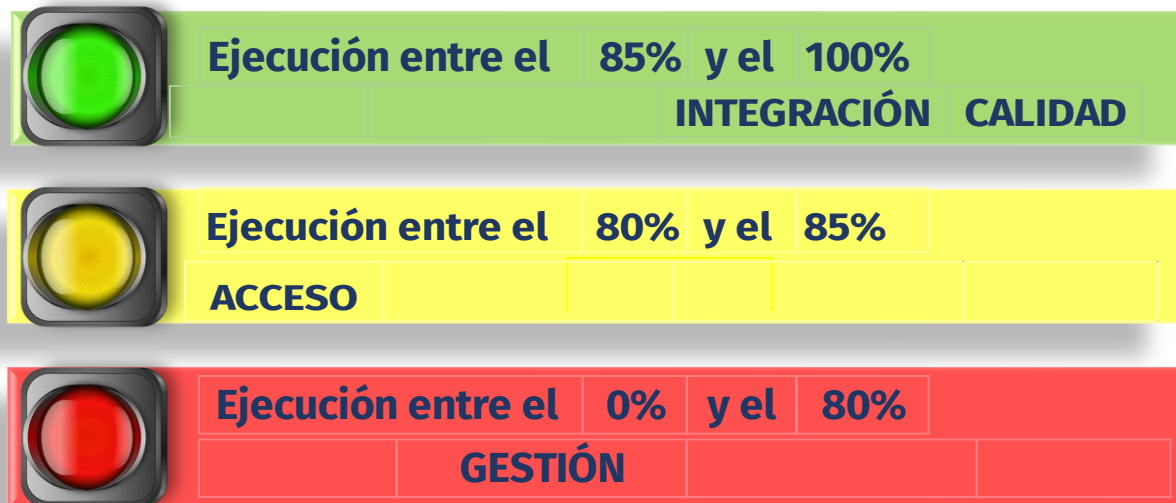 Ejecución entre el 85% y el 100%
INTEGRACIÓN CALIDAD
Ejecución entre el 80% y el 85%
ACCESO
Ejecución entre el 0% y el 80%
GESTIÓN